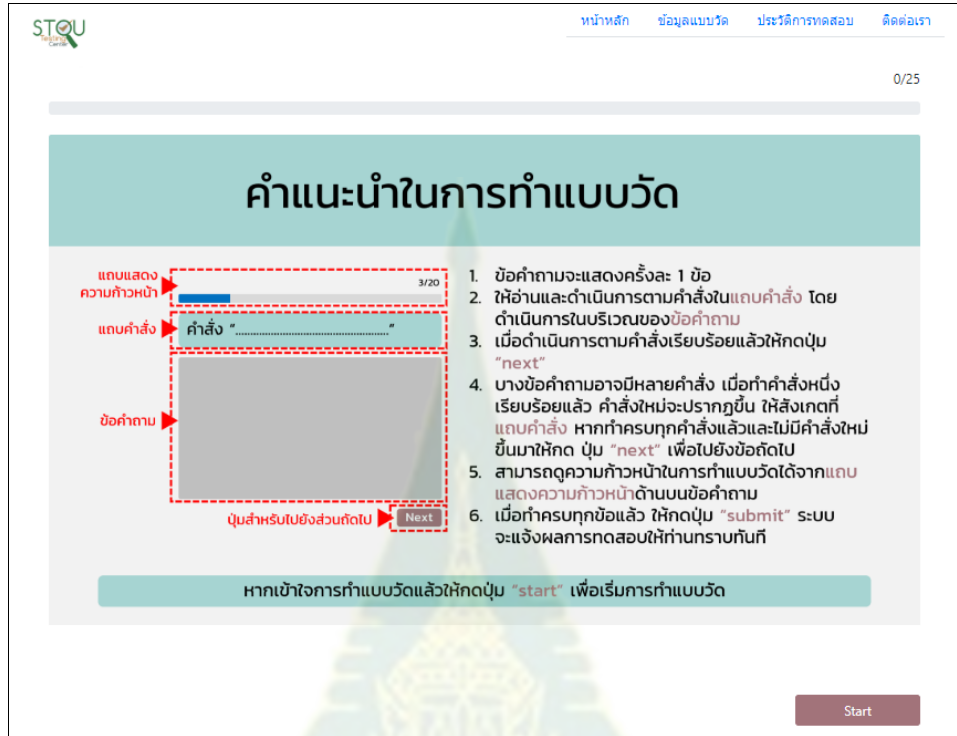 STOU
Testing
Center
หน้าหลัก ข้อมูลแบบวัด ประวัติการทดสอบ ติดต่อเรา
0/25
คำแนะนำในการทำแบบวัด
แถบแสดง
ความก้าวหน้า
3/20
แถบคำสั่ง
คำสั่ง “.................................................”
ข้อคำถาม
ปุ่มสำหรับไปยังส่วนถัดไป
Next
1. ข้อคำถามจะแสดงครั้งละ 1 ข้อ
2. ให้อ่านและดำเนินการตามคำสั่งในแถบคำสั่ง โดย
ดำเนินการในบริเวณของข้อคำถาม
3. เมื่อดำเนินการตามคำสั่งเรียบร้อยแล้วให้กดปุ่ม
“next”
4. บางข้อคำถามอาจมีหลายคำสั่ง เมื่อทำคำสั่งหนึ่ง
เรียบร้อยแล้ว คำสั่งใหม่จะปรากฏขึ้น ให้สังเกตที่
แถบคำสั่ง หากทำครบทุกคำสั่งแล้วและไม่มีคำสั่งใหม่
ขึ้นมาให้กด ปุ่ม “next” เพื่อไปยังข้อถัดไป
5. สามารถดูความก้าวหน้าในการทำแบบวัดได้จากแถบ
แสดงความก้าวหน้าด้านบนข้อคำถาม
6. เมื่อทำครบทุกข้อแล้ว ให้กดปุ่ม “submit” ระบบ
จะแจ้งผลการทดสอบให้ท่านทราบทันที
หากเข้าใจการทำแบบวัดแล้วให้กดปุ่ม “start” เพื่อเริ่มการทำแบบวัด
Start